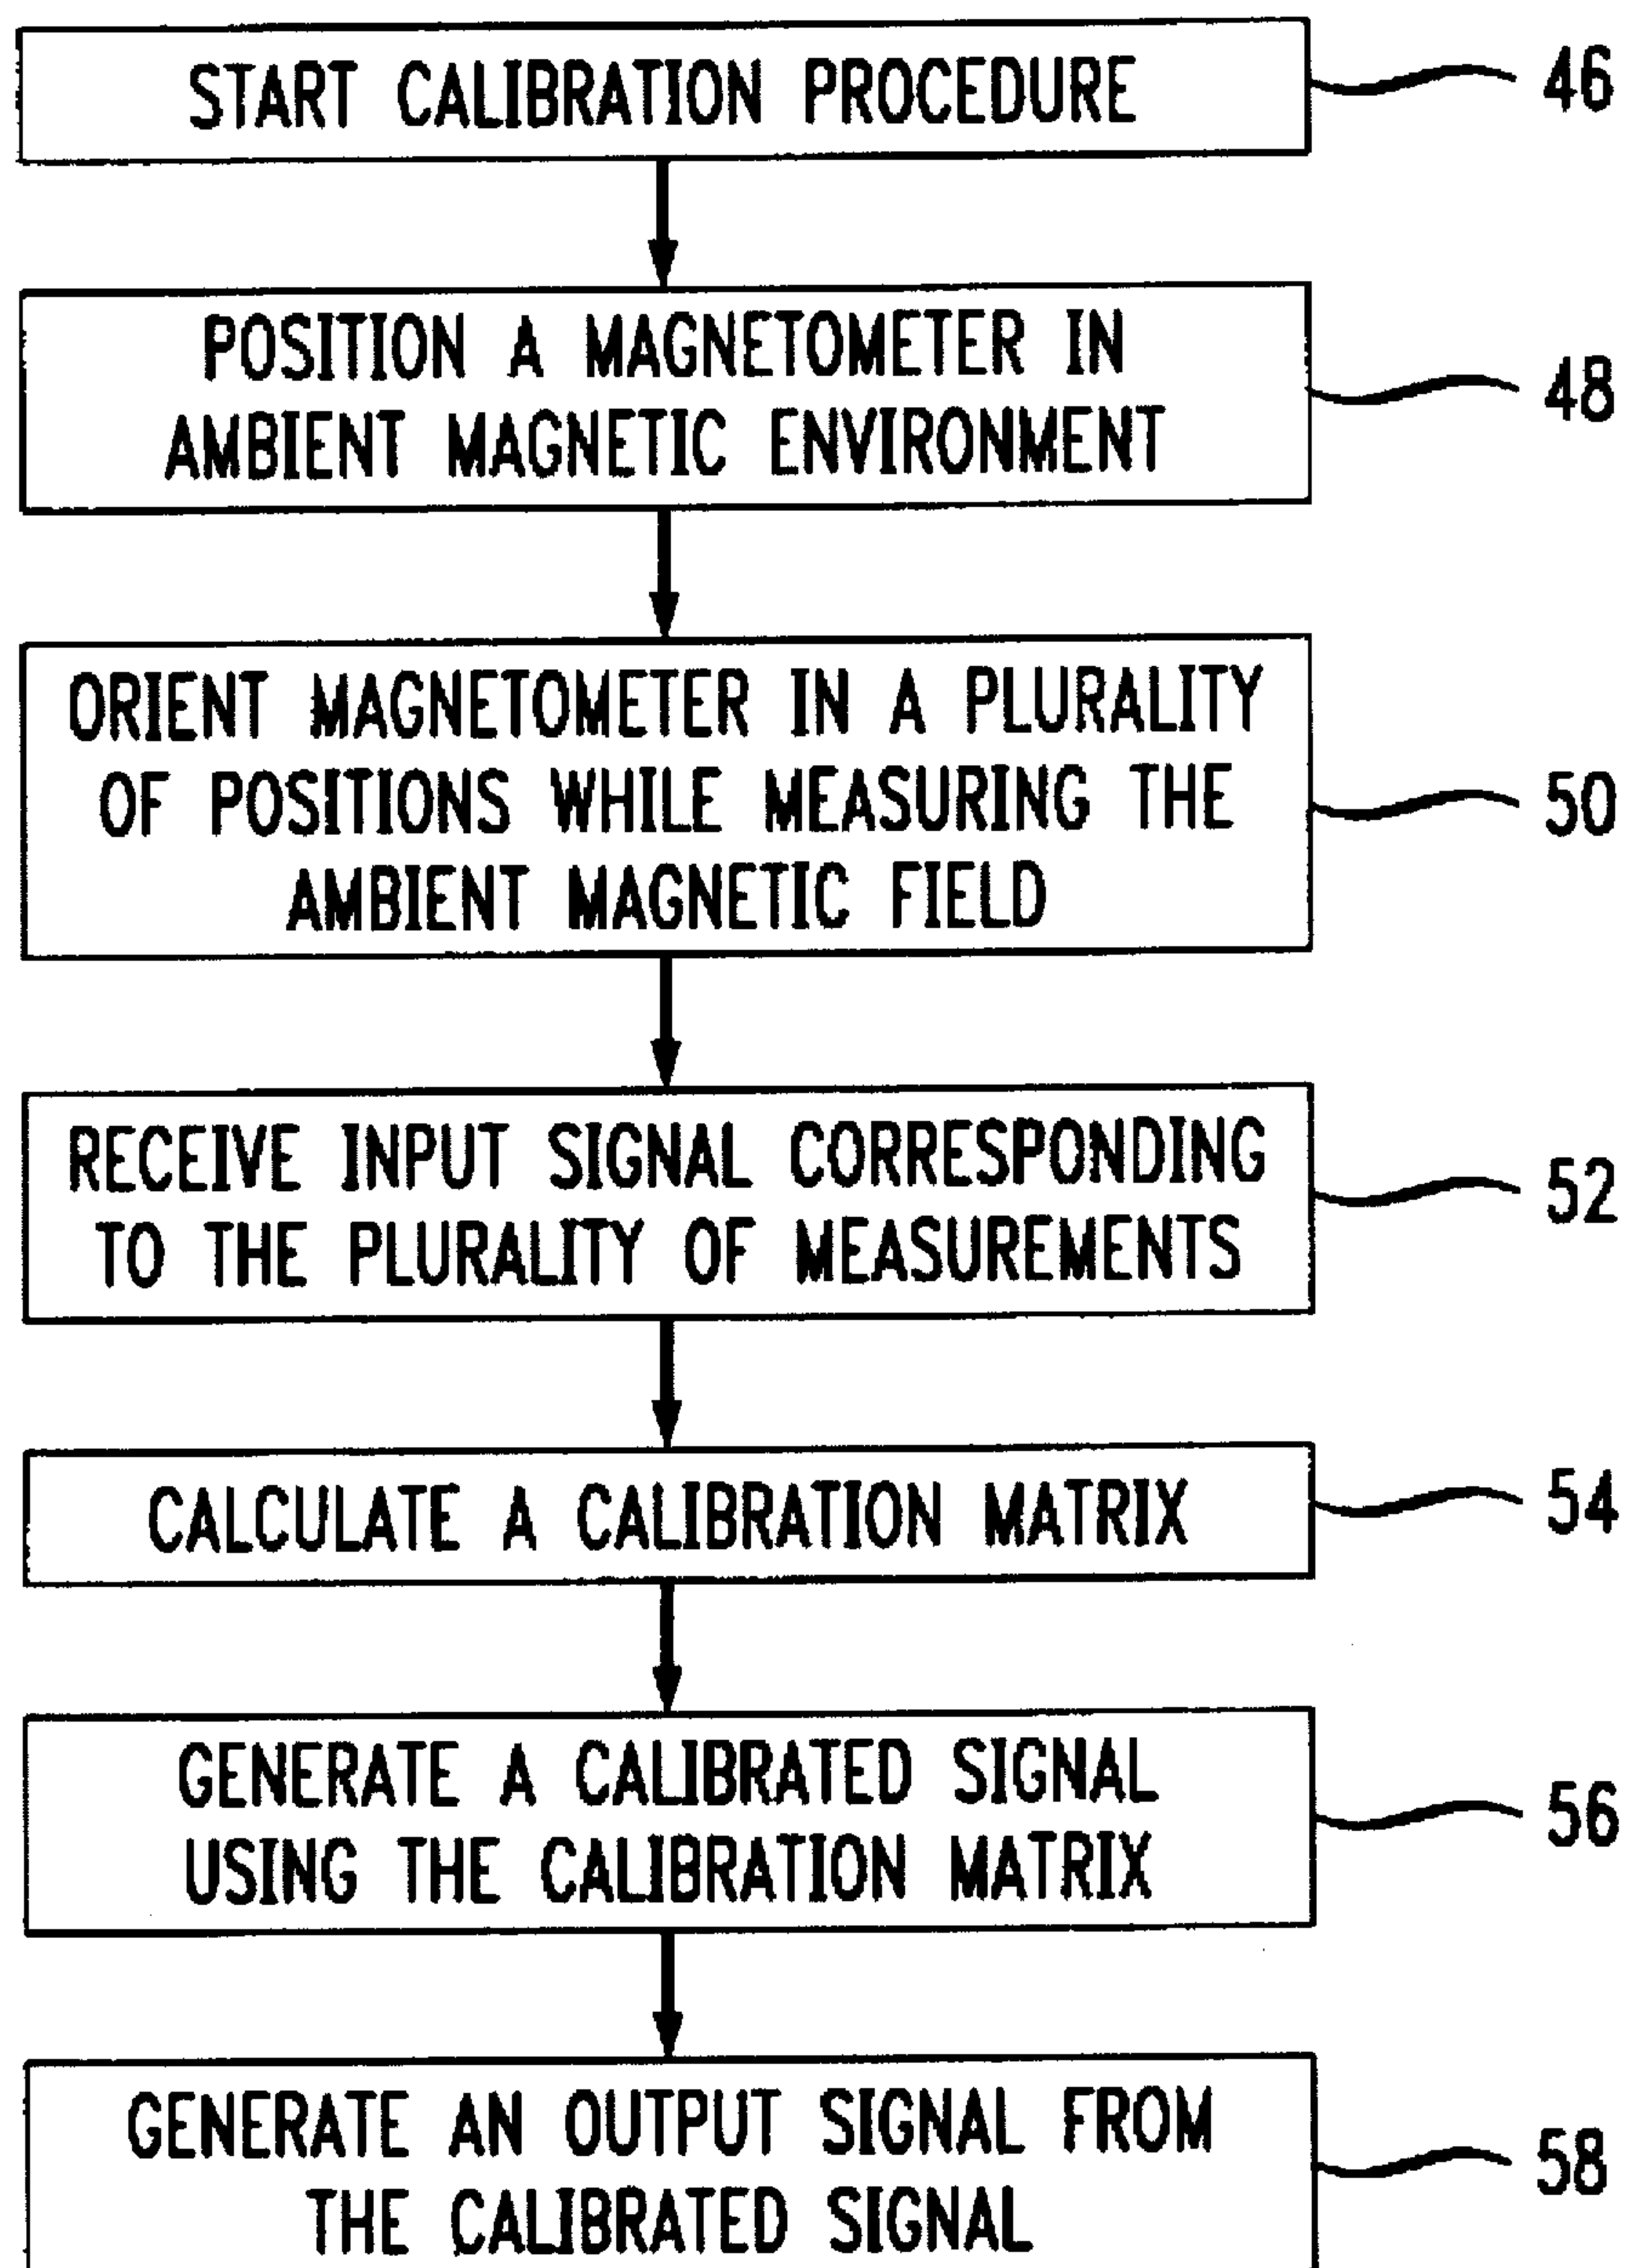 START CALIBRATION PROCEDURE
46
POSITION A MAGNETOMETER IN
AMBIENT MAGNETIC ENVIRONMENT
48
ORIENT MAGNETOMETER IN A PLURALITY
OF POSITIONS WHILE MEASURING THE
AMBIENT MAGNETIC FIELD
50
RECEIVE INPUT SIGNAL CORRESPONDING
TO THE PLURALITY OF MEASUREMENTS
52
CALCULATE A CALIBRATION MATRIX
54
GENERATE A CALIBRATED SIGNAL
USING THE CALIBRATION MATRIX
56
GENERATE AN OUTPUT SIGNAL FROM
THE CALIBRATED SIGNAL
58